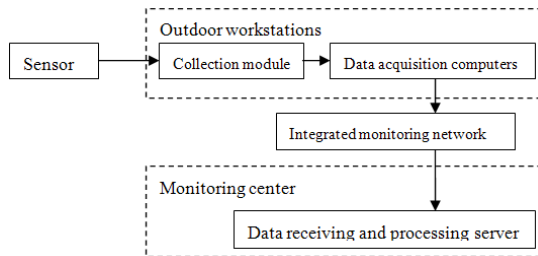 Outdoor workstations
Sensor
Collection module
Data acquisition computers
Integrated monitoring network
Monitoring center
Data receiving and processing server